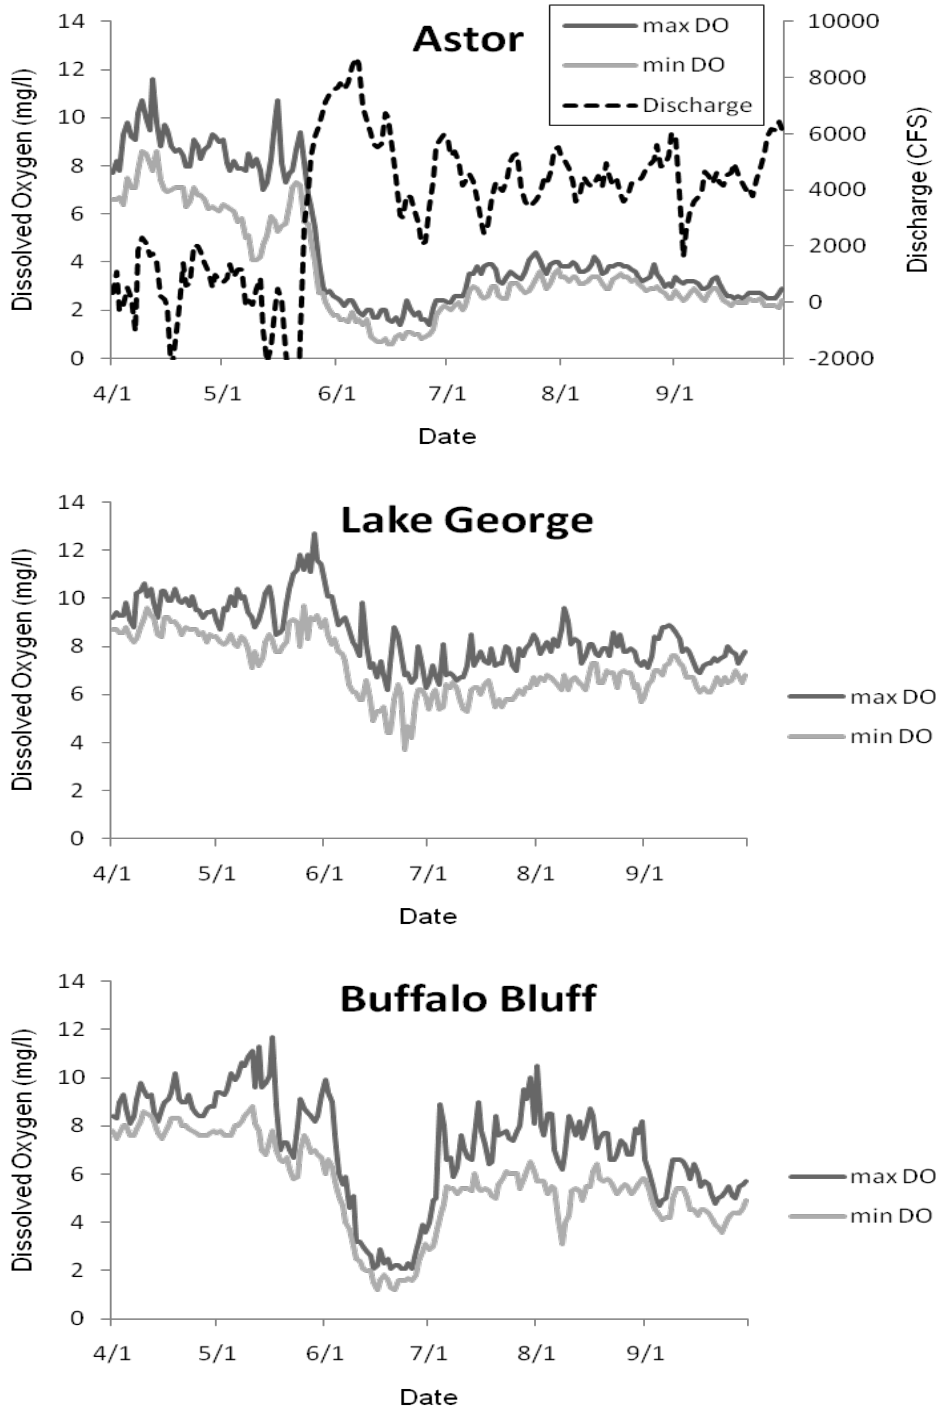 Astor
max DO
min DO
Discharge
Dissolved Oxygen (mg/l)
14
12
10
8
6
4
2
0
10000
8000
6000
4000
2000
0
-2000
Discharge (CFS)
4/1 5/1 6/1 7/1 8/1 9/1
Date
Lake George
Dissolved Oxygen (mg/l)
14
12
10
8
6
4
2
0
4/1 5/1 6/1 7/1 8/1 9/1
Date
max DO
min DO
Buffalo Bluff
Dissolved Oxygen (mg/l)
14
12
10
8
6
4
2
0
4/1 5/1 6/1 7/1 8/1 9/1
Date
max DO
min DO